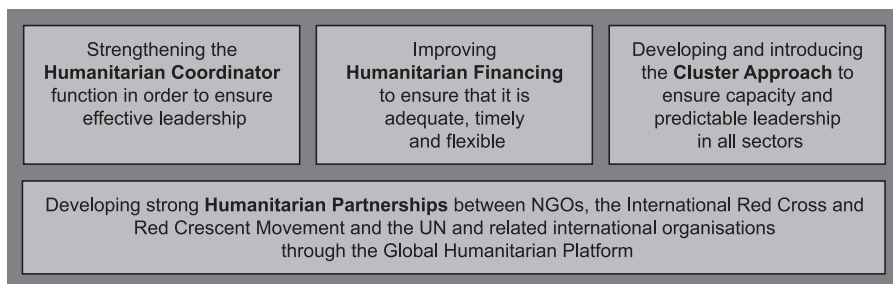 Strengthening the
Humanitarian Coordinator
function in order to ensure
effective leadership
Improving
Humanitarian Financing
to ensure that it is
adequate, timely
and flexible
Developing and introducing
the Cluster Approach to
ensure capacity and
predictable leadership
in all sectors
Developing strong Humanitarian Partnerships between NGOs, the International Red Cross and
Red Crescent Movement and the UN and related international organisations
through the Global Humanitarian Platform